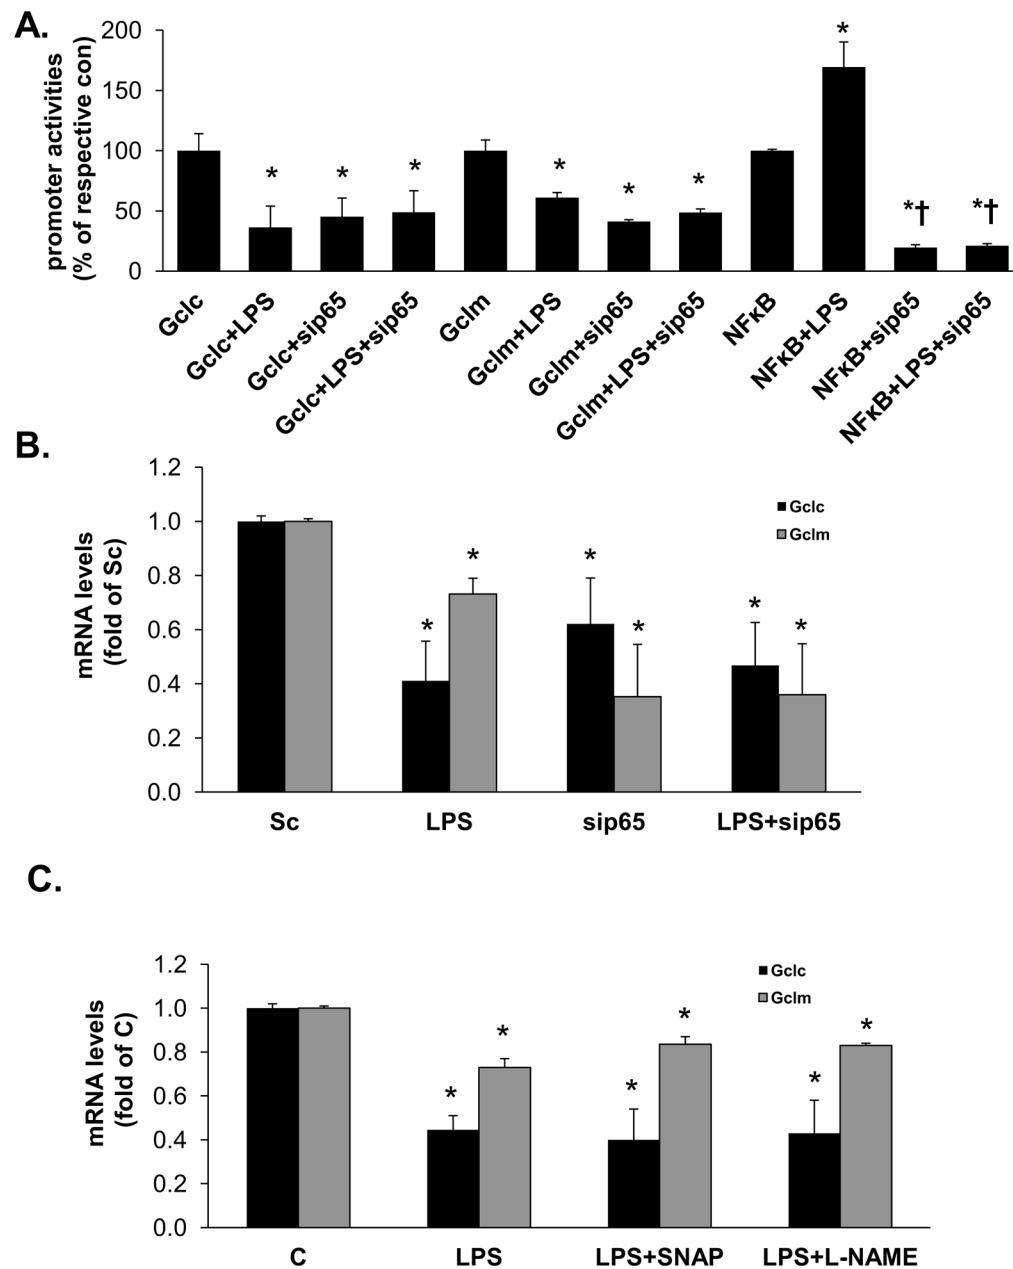 A.
promoter activities
(% of respective con)
200
150
100
50
0
* * * * * * * *† *†
Gclc
Gclc+LPS
Gclc+sip65
Gclc+LPS+sip65
Gclm
Gclm+LPS
Gclm+sip65
Gclm+LPS+sip65
NFκB
NFκB+LPS
NFκB+sip65
NFκB+LPS+sip65
B.
mRNA levels
(fold of Sc)
1.2
1.0
0.8
0.6
0.4
0.2
0.0
Gclc
Gclm
* * * * * *
Sc LPS sip65 LPS+sip65
C.
mRNA levels
(fold of C)
1.2
1.0
0.8
0.6
0.4
0.2
0.0
Gclc
Gclm
* * * * * *
C LPS LPS+SNAP LPS+L-NAME